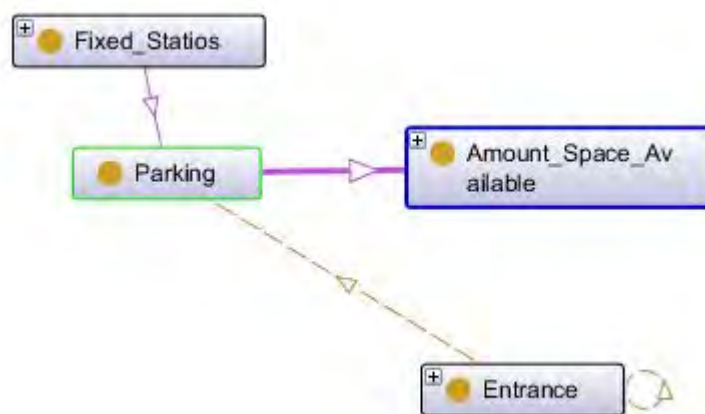 Fixed_Statios
Parking
Amount_Space_Av
ailable
Entrance